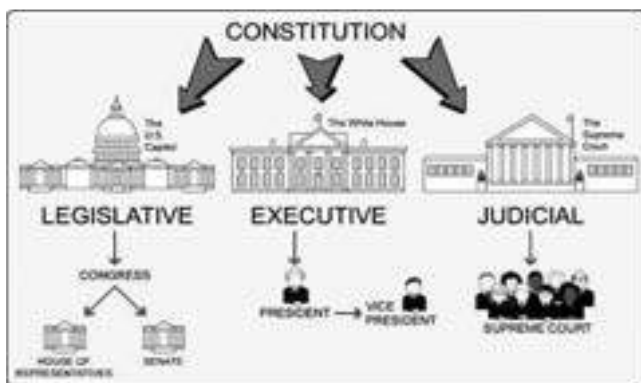 CONSTITUTION
The
U.S.
Capitol
The White House
The
Supreme
Court
LEGISLATIVE
EXECUTIVE
JUDICIAL
CONGRESS
HOUSE OF
REPRESENTATIVES
SENATE
PRESIDENT
VICE
PRESIDENT
SUPREME COURT